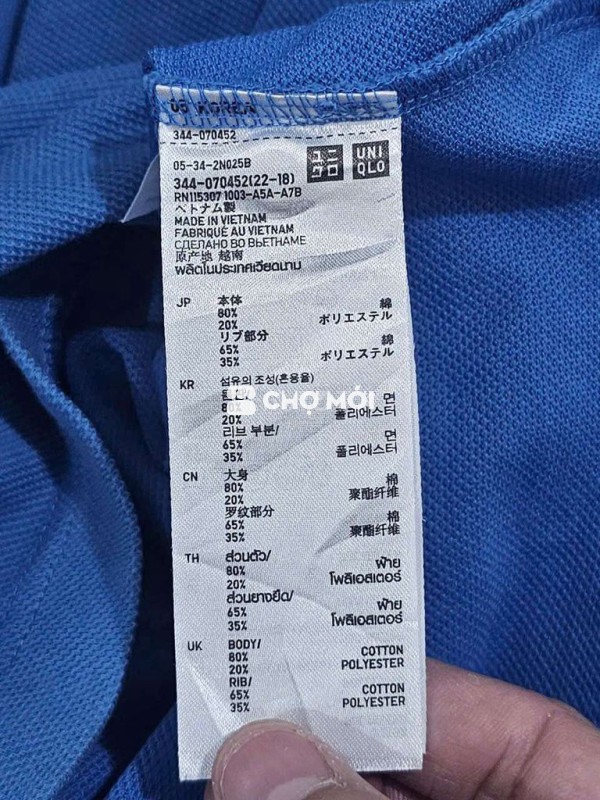 05 KOREA
344-070452
05-34-2N025B
ユニクロ
UNIQLO
344-070452(22-18)
RN115307 1003-A5A-A7B
ベトナム製
MADE IN VIETNAM
FABRIQUÉ AU VIETNAM
СДЕЛАНО ВО ВЬЕТНАМЕ
原产地 越南
ผลิตในประเทศเวียดนาม
JP 本体
80% 綿
20% ポリエステル
リブ部分
65% 綿
35% ポリエステル
KR 섬유의 조성(혼용율)
80% 면
20% 폴리에스터
리브 부분/
65% 면
35% 폴리에스터
CHỢ MỚI
CN 大身
80% 棉
20% 聚酯纤维
罗纹部分
65% 棉
35% 聚酯纤维
TH ส่วนตัว/
80% ฝ้าย
20% โพลีเอสเตอร์
ส่วนยางยืด/
65% ฝ้าย
35% โพลีเอสเตอร์
UK BODY/
80% COTTON
20% POLYESTER
RIB/
65% COTTON
35% POLYESTER